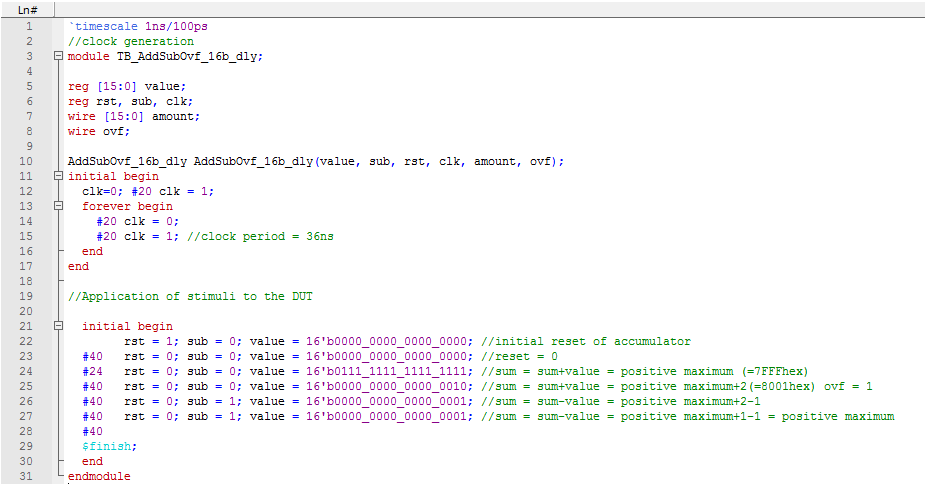 Ln#
1 `timescale 1ns/100ps
2 //clock generation
3 module TB_AddSubOvf_16b_dly;
4
5 reg [15:0] value;
6 reg rst, sub, clk;
7 wire [15:0] amount;
8 wire ovf;
9
10 AddSubOvf_16b_dly AddSubOvf_16b_dly(value, sub, rst, clk, amount, ovf);
11 initial begin
12 clk=0; #20 clk = 1;
13 forever begin
14 #20 clk = 0;
15 #20 clk = 1; //clock period = 36ns
16 end
17 end
18
19 //Application of stimuli to the DUT
20
21 initial begin
22 rst = 1; sub = 0; value = 16'b0000_0000_0000_0000; //initial reset of accumulator
23 #40 rst = 0; sub = 0; value = 16'b0000_0000_0000_0000; //reset = 0
24 #24 rst = 0; sub = 0; value = 16'b0111_1111_1111_1111; //sum = sum+value = positive maximum (=7FFFhex)
25 #40 rst = 0; sub = 0; value = 16'b0000_0000_0000_0010; //sum = sum+value = positive maximum+2(=8001hex) ovf = 1
26 #40 rst = 0; sub = 1; value = 16'b0000_0000_0000_0001; //sum = sum-value = positive maximum+2-1
27 #40 rst = 0; sub = 1; value = 16'b0000_0000_0000_0001; //sum = sum-value = positive maximum+1-1 = positive maximum
28 #40
29 $finish;
30 end
31 endmodule